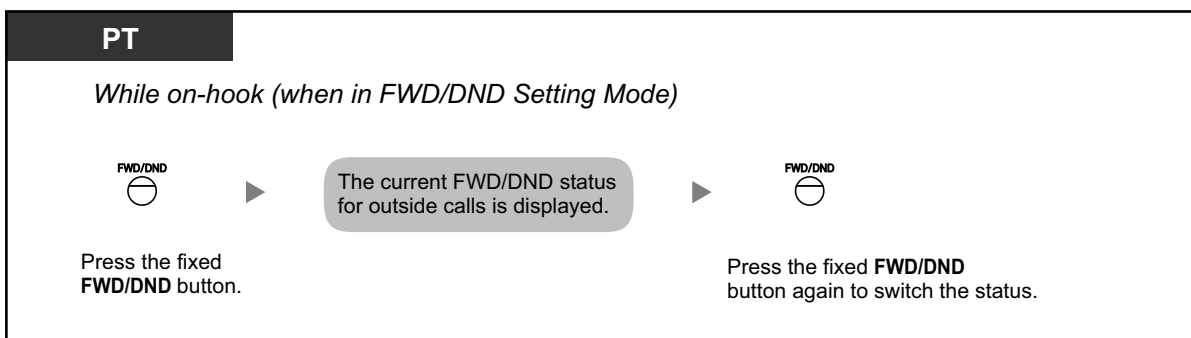 PT
While on-hook (when in FWD/DND Setting Mode)
FWD/DND
The current FWD/DND status
for outside calls is displayed.
FWD/DND
Press the fixed
FWD/DND button.
Press the fixed FWD/DND
button again to switch the status.